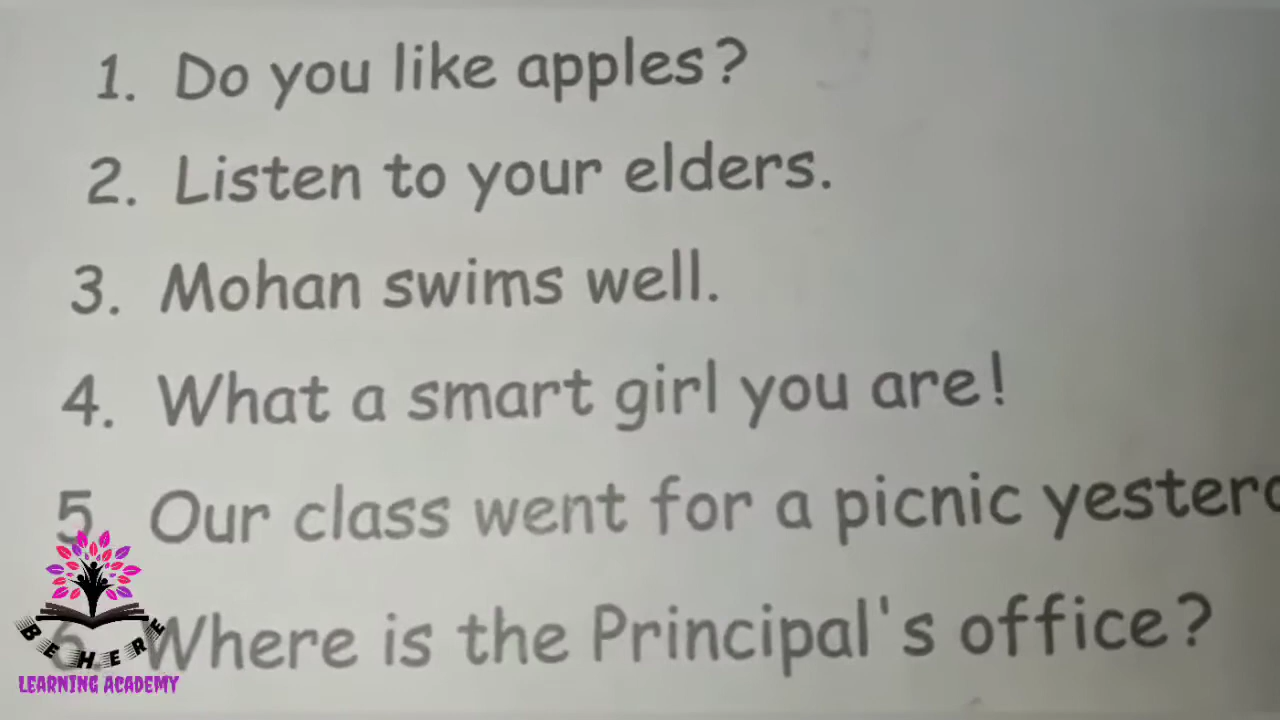 1. Do you like apples?
2. Listen to your elders.
3. Mohan swims well.
4. What a smart girl you are!
5. Our class went for a picnic
6. Where is the Principal's office?
BE HERE
LEARNING ACADEMY